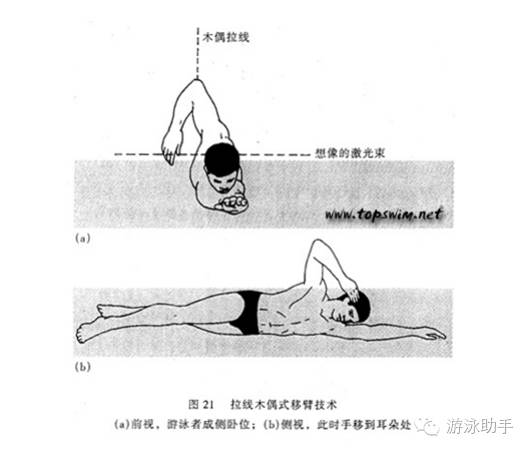 木偶拉线
想像的激光束
www.topswim.net
(a)
(b)
图 21 拉线木偶式移臂技术
(a)前视，游泳者成侧卧位；(b)侧视，此时手移到耳朵处
游泳助手